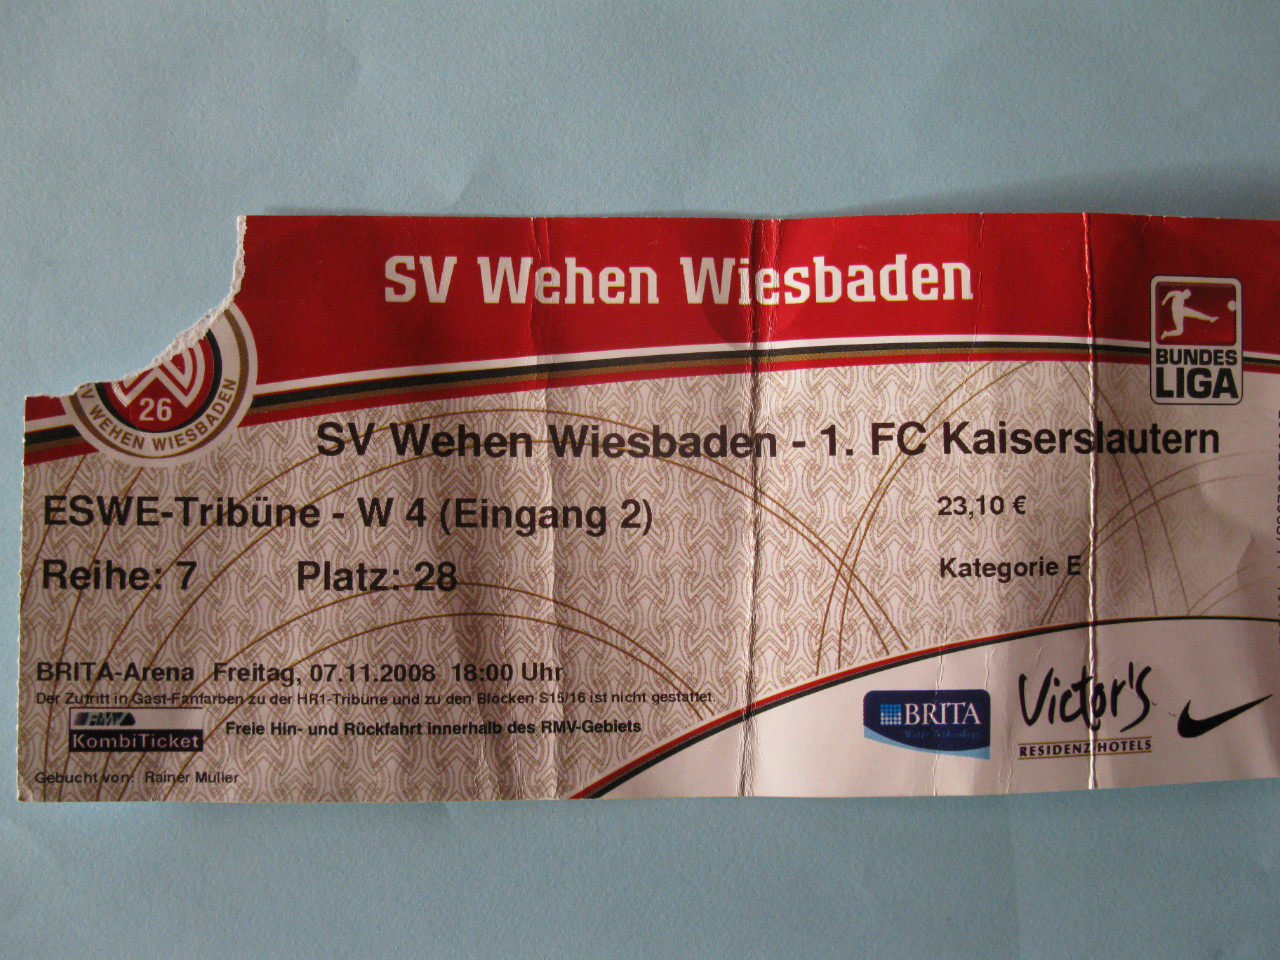 SV Wehen Wiesbaden
BUNDES
LIGA
26
V WEHEN WIESBADEN
SV Wehen Wiesbaden - 1. FC Kaiserslautern
ESWE-Tribüne - W 4 (Eingang 2)
23,10 €
Reihe: 7 Platz: 28
Kategorie E
BRITA-Arena Freitag, 07.11.2008 18:00 Uhr
Der Zutritt in Gast-Fanfarben zu der HR1-Tribüne und zu den Blöcken S15/16 ist nicht gestattet
RMV
KombiTicket
Freie Hin- und Rückfahrt innerhalb des RMV-Gebiets
Gebucht von: Rainer Müller
BRITA
Victor's
RESIDENZ HOTELS